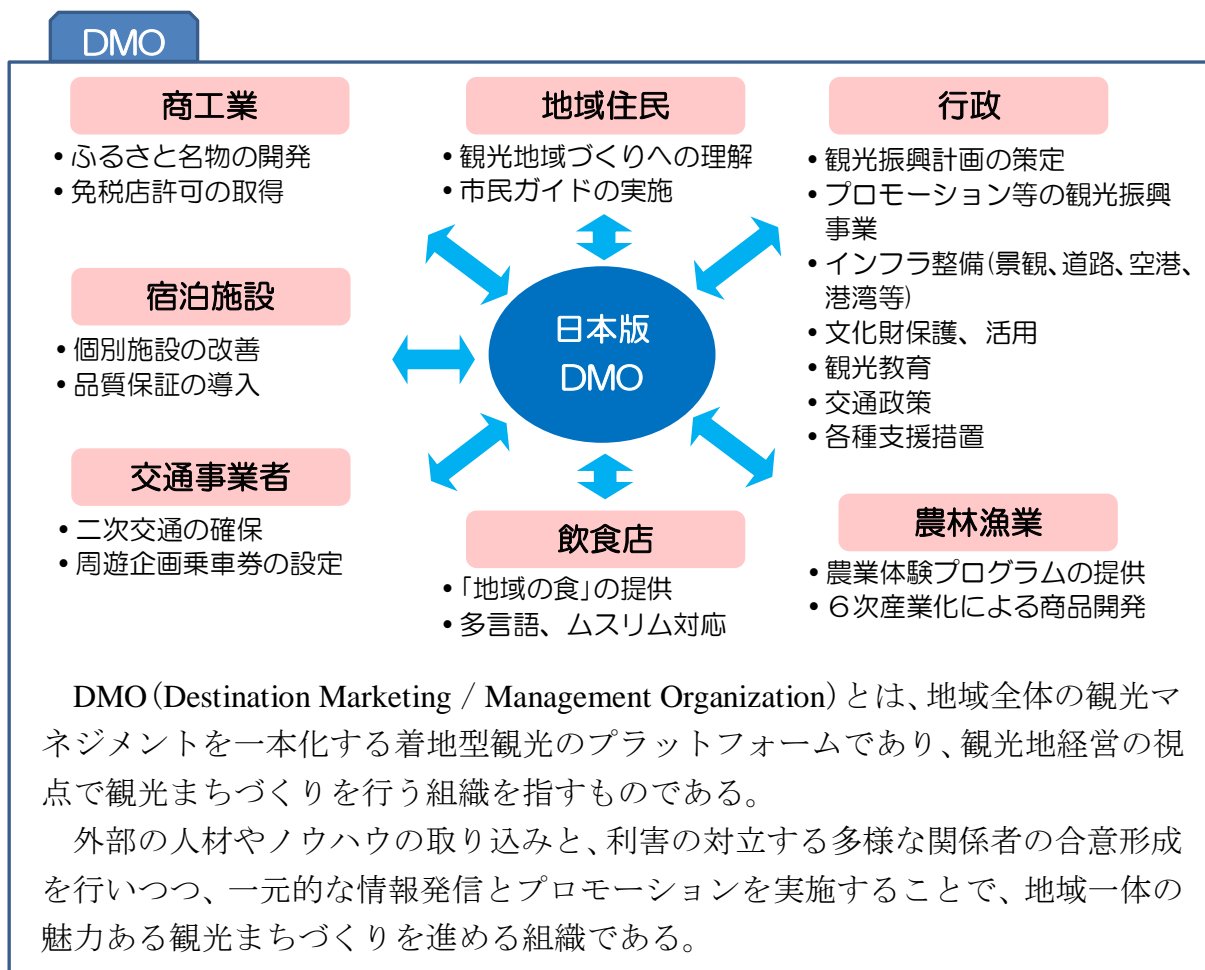 DMO
商工業
•ふるさと名物の開発
•免税店許可の取得
地域住民
•観光地域づくりへの理解
•市民ガイドの実施
行政
•観光振興計画の策定
•プロモーション等の観光振興
事業
•インフラ整備(景観、道路、空港、
港湾等)
•文化財保護、活用
•観光教育
•交通政策
•各種支援措置
宿泊施設
•個別施設の改善
•品質保証の導入
日本版
DMO
交通事業者
•二次交通の確保
•周遊企画乗車券の設定
飲食店
•「地域の食」の提供
•多言語、ムスリム対応
農林漁業
•農業体験プログラムの提供
•６次産業化による商品開発
DMO（Destination Marketing / Management Organization）とは、地域全体の観光マ
ネジメントを一本化する着地型観光のプラットフォームであり、観光地経営の視
点で観光まちづくりを行う組織を指すものである。
外部の人材やノウハウの取り込みと、利害の対立する多様な関係者の合意形成
を行いつつ、一元的な情報発信とプロモーションを実施することで、地域一体の
魅力ある観光まちづくりを進める組織である。